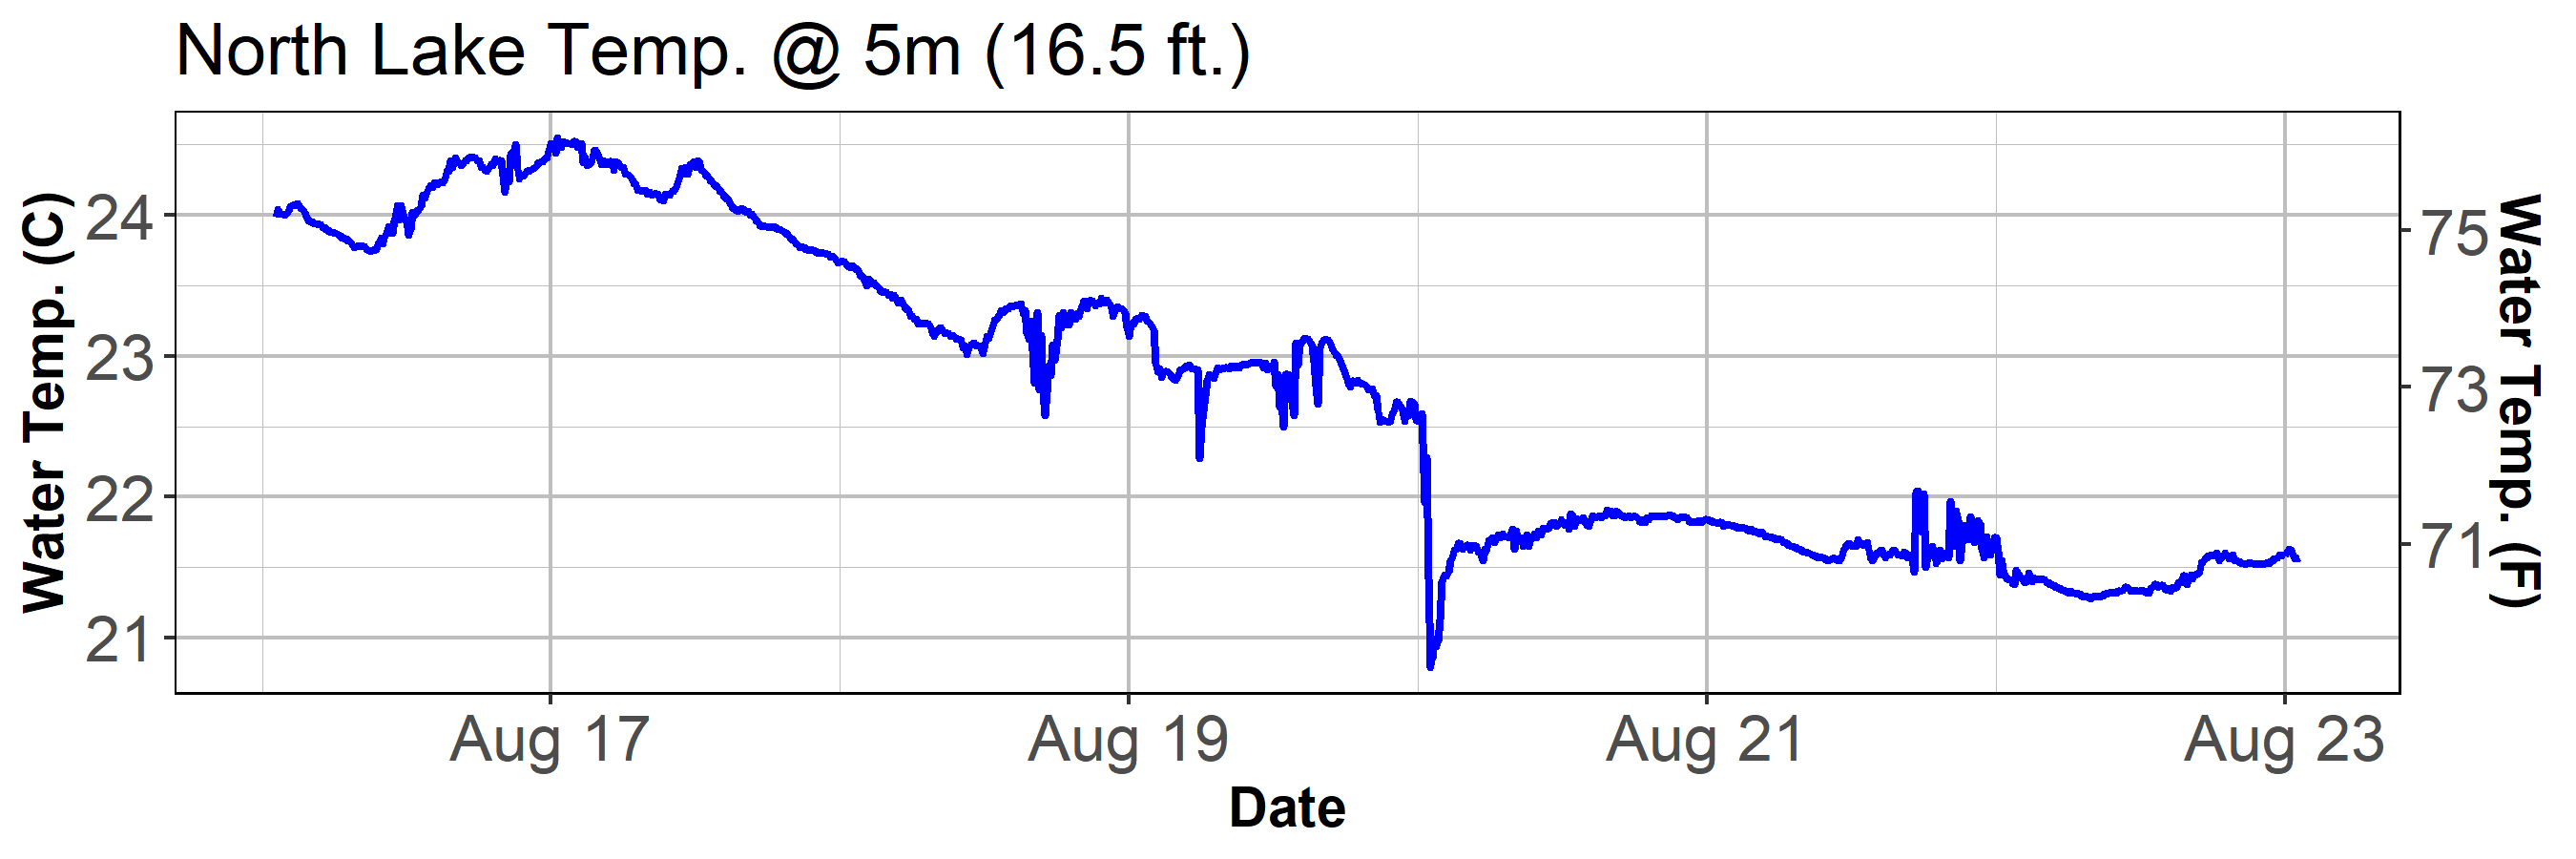 North Lake Temp. @ 5m (16.5 ft.)
Water Temp. (C)
24
23
22
21
75
73
71
Water Temp. (F)
Aug 17
Aug 19
Aug 21
Aug 23
Date